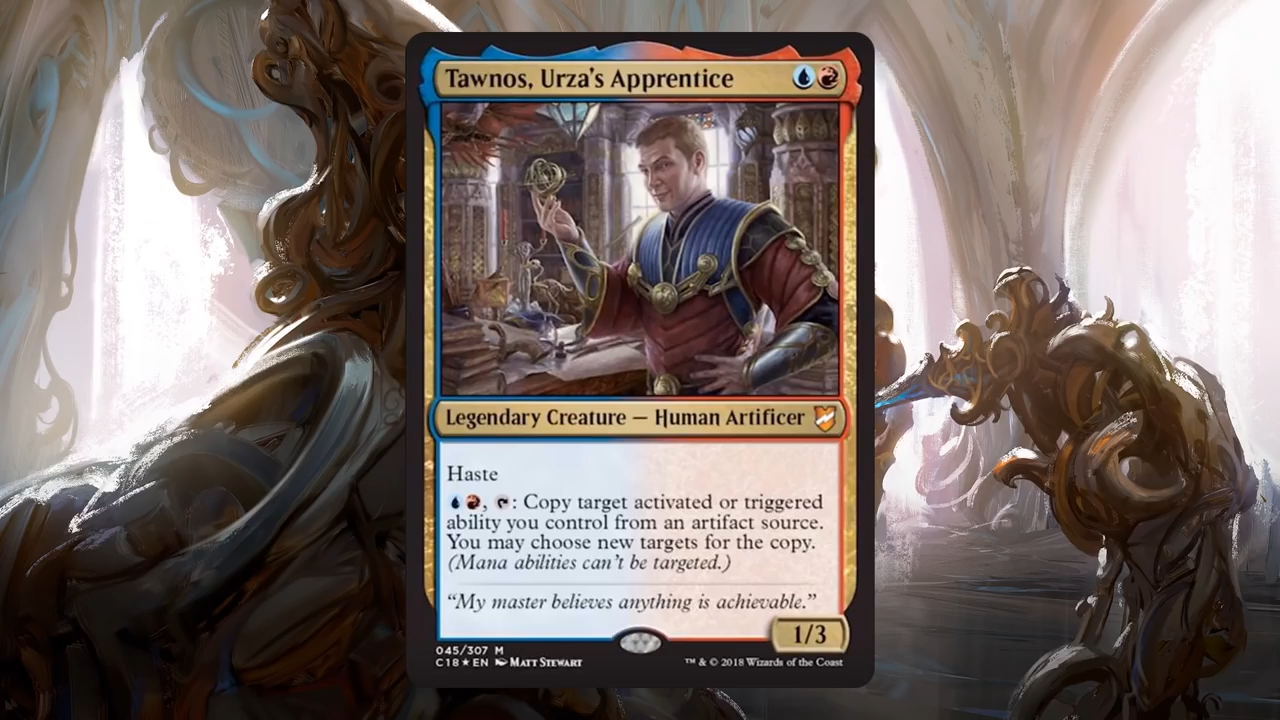 Tawnos, Urza's Apprentice
Legendary Creature — Human Artificer
Haste
, : Copy target activated or triggered
ability you control from an artifact source.
You may choose new targets for the copy.
(Mana abilities can't be targeted.)
“My master believes anything is achievable.”
1/3
045/307 M
C18 ★ EN Matt Stewart
™ & © 2018 Wizards of the Coast